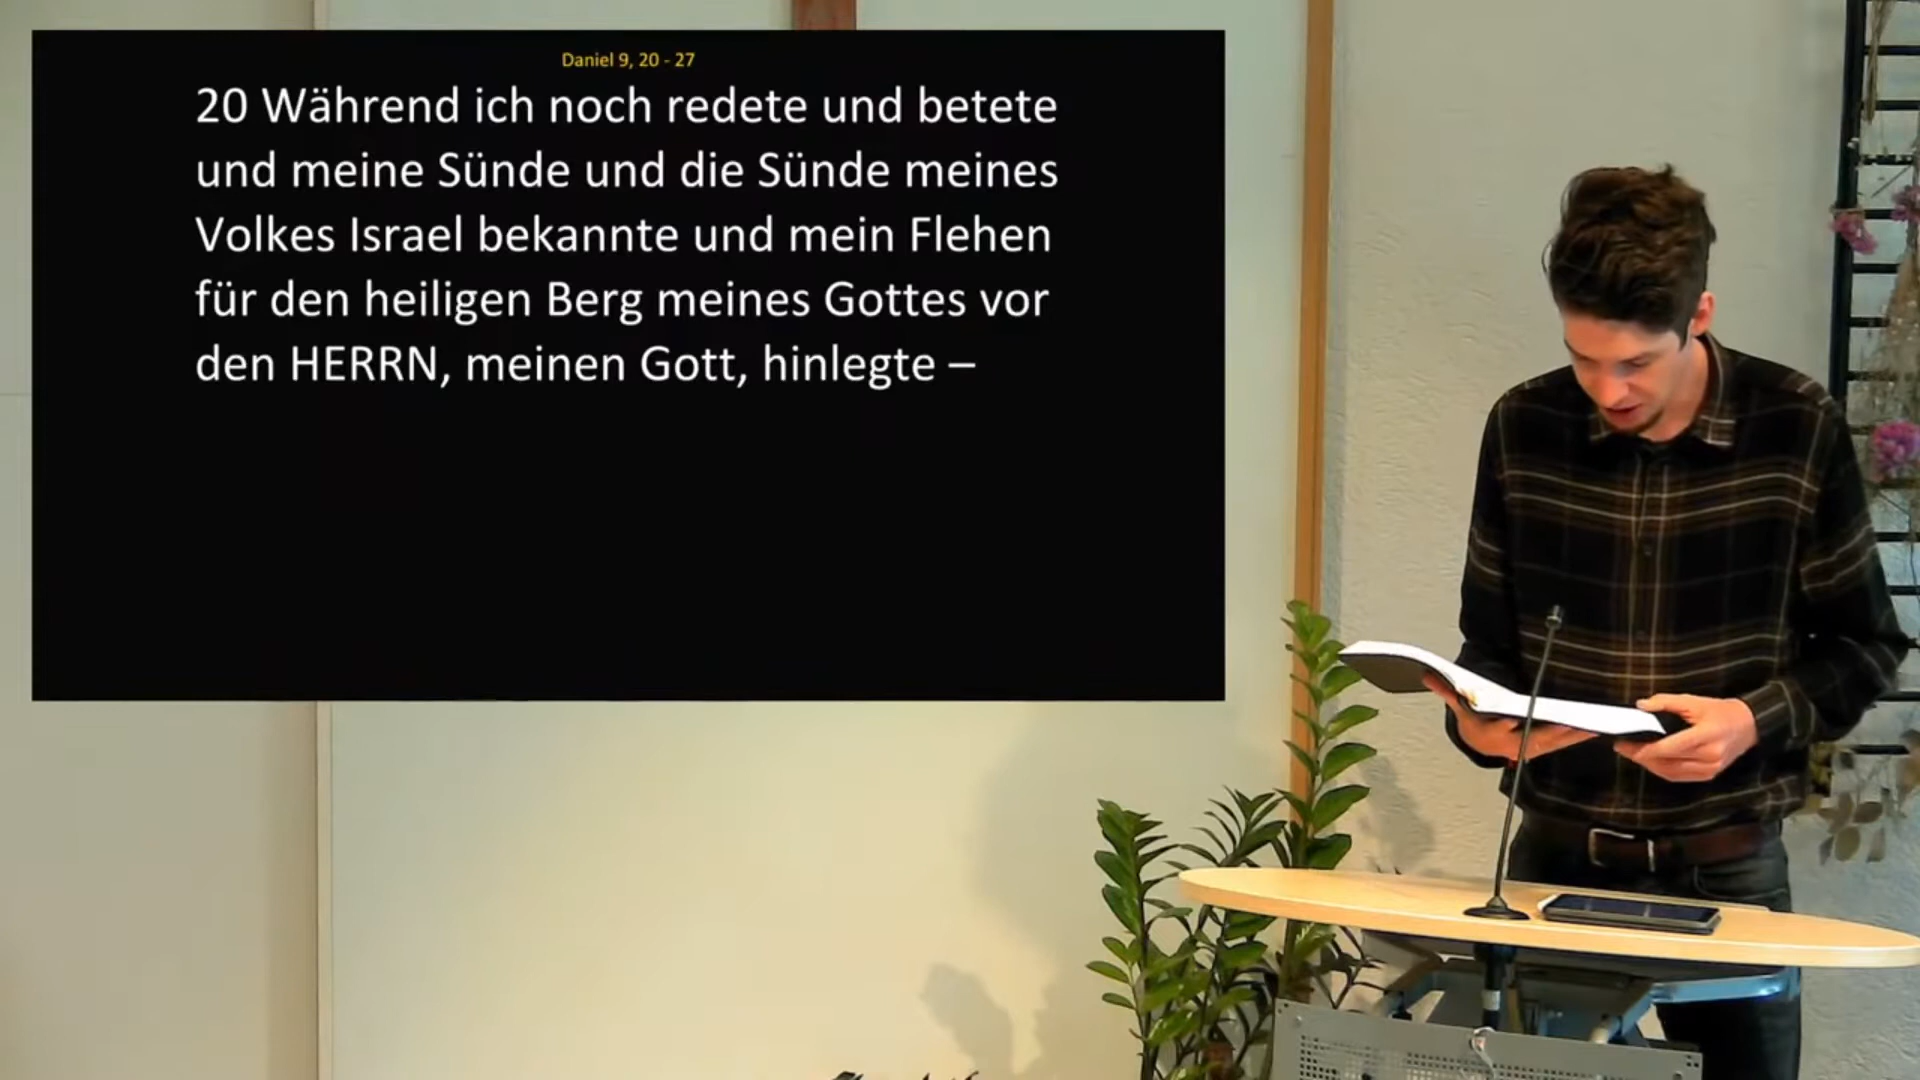 Daniel 9, 20 - 27
20 Während ich noch redete und betete
und meine Sünde und die Sünde meines
Volkes Israel bekannte und mein Flehen
für den heiligen Berg meines Gottes vor
den HERRN, meinen Gott, hinlegte –